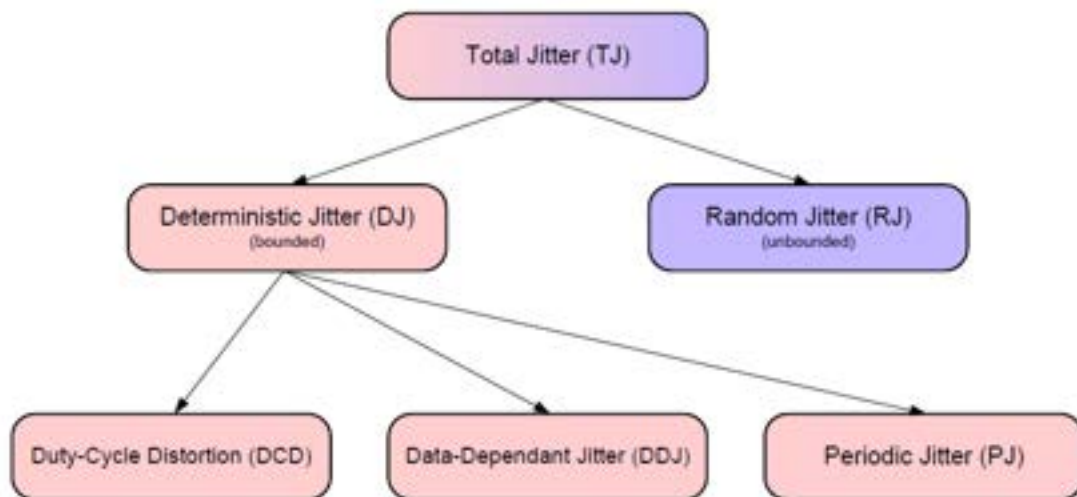 Total Jitter (TJ)
Deterministic Jitter (DJ)
(bounded)
Random Jitter (RJ)
(unbounded)
Duty-Cycle Distortion (DCD)
Data-Dependant Jitter (DDJ)
Periodic Jitter (PJ)